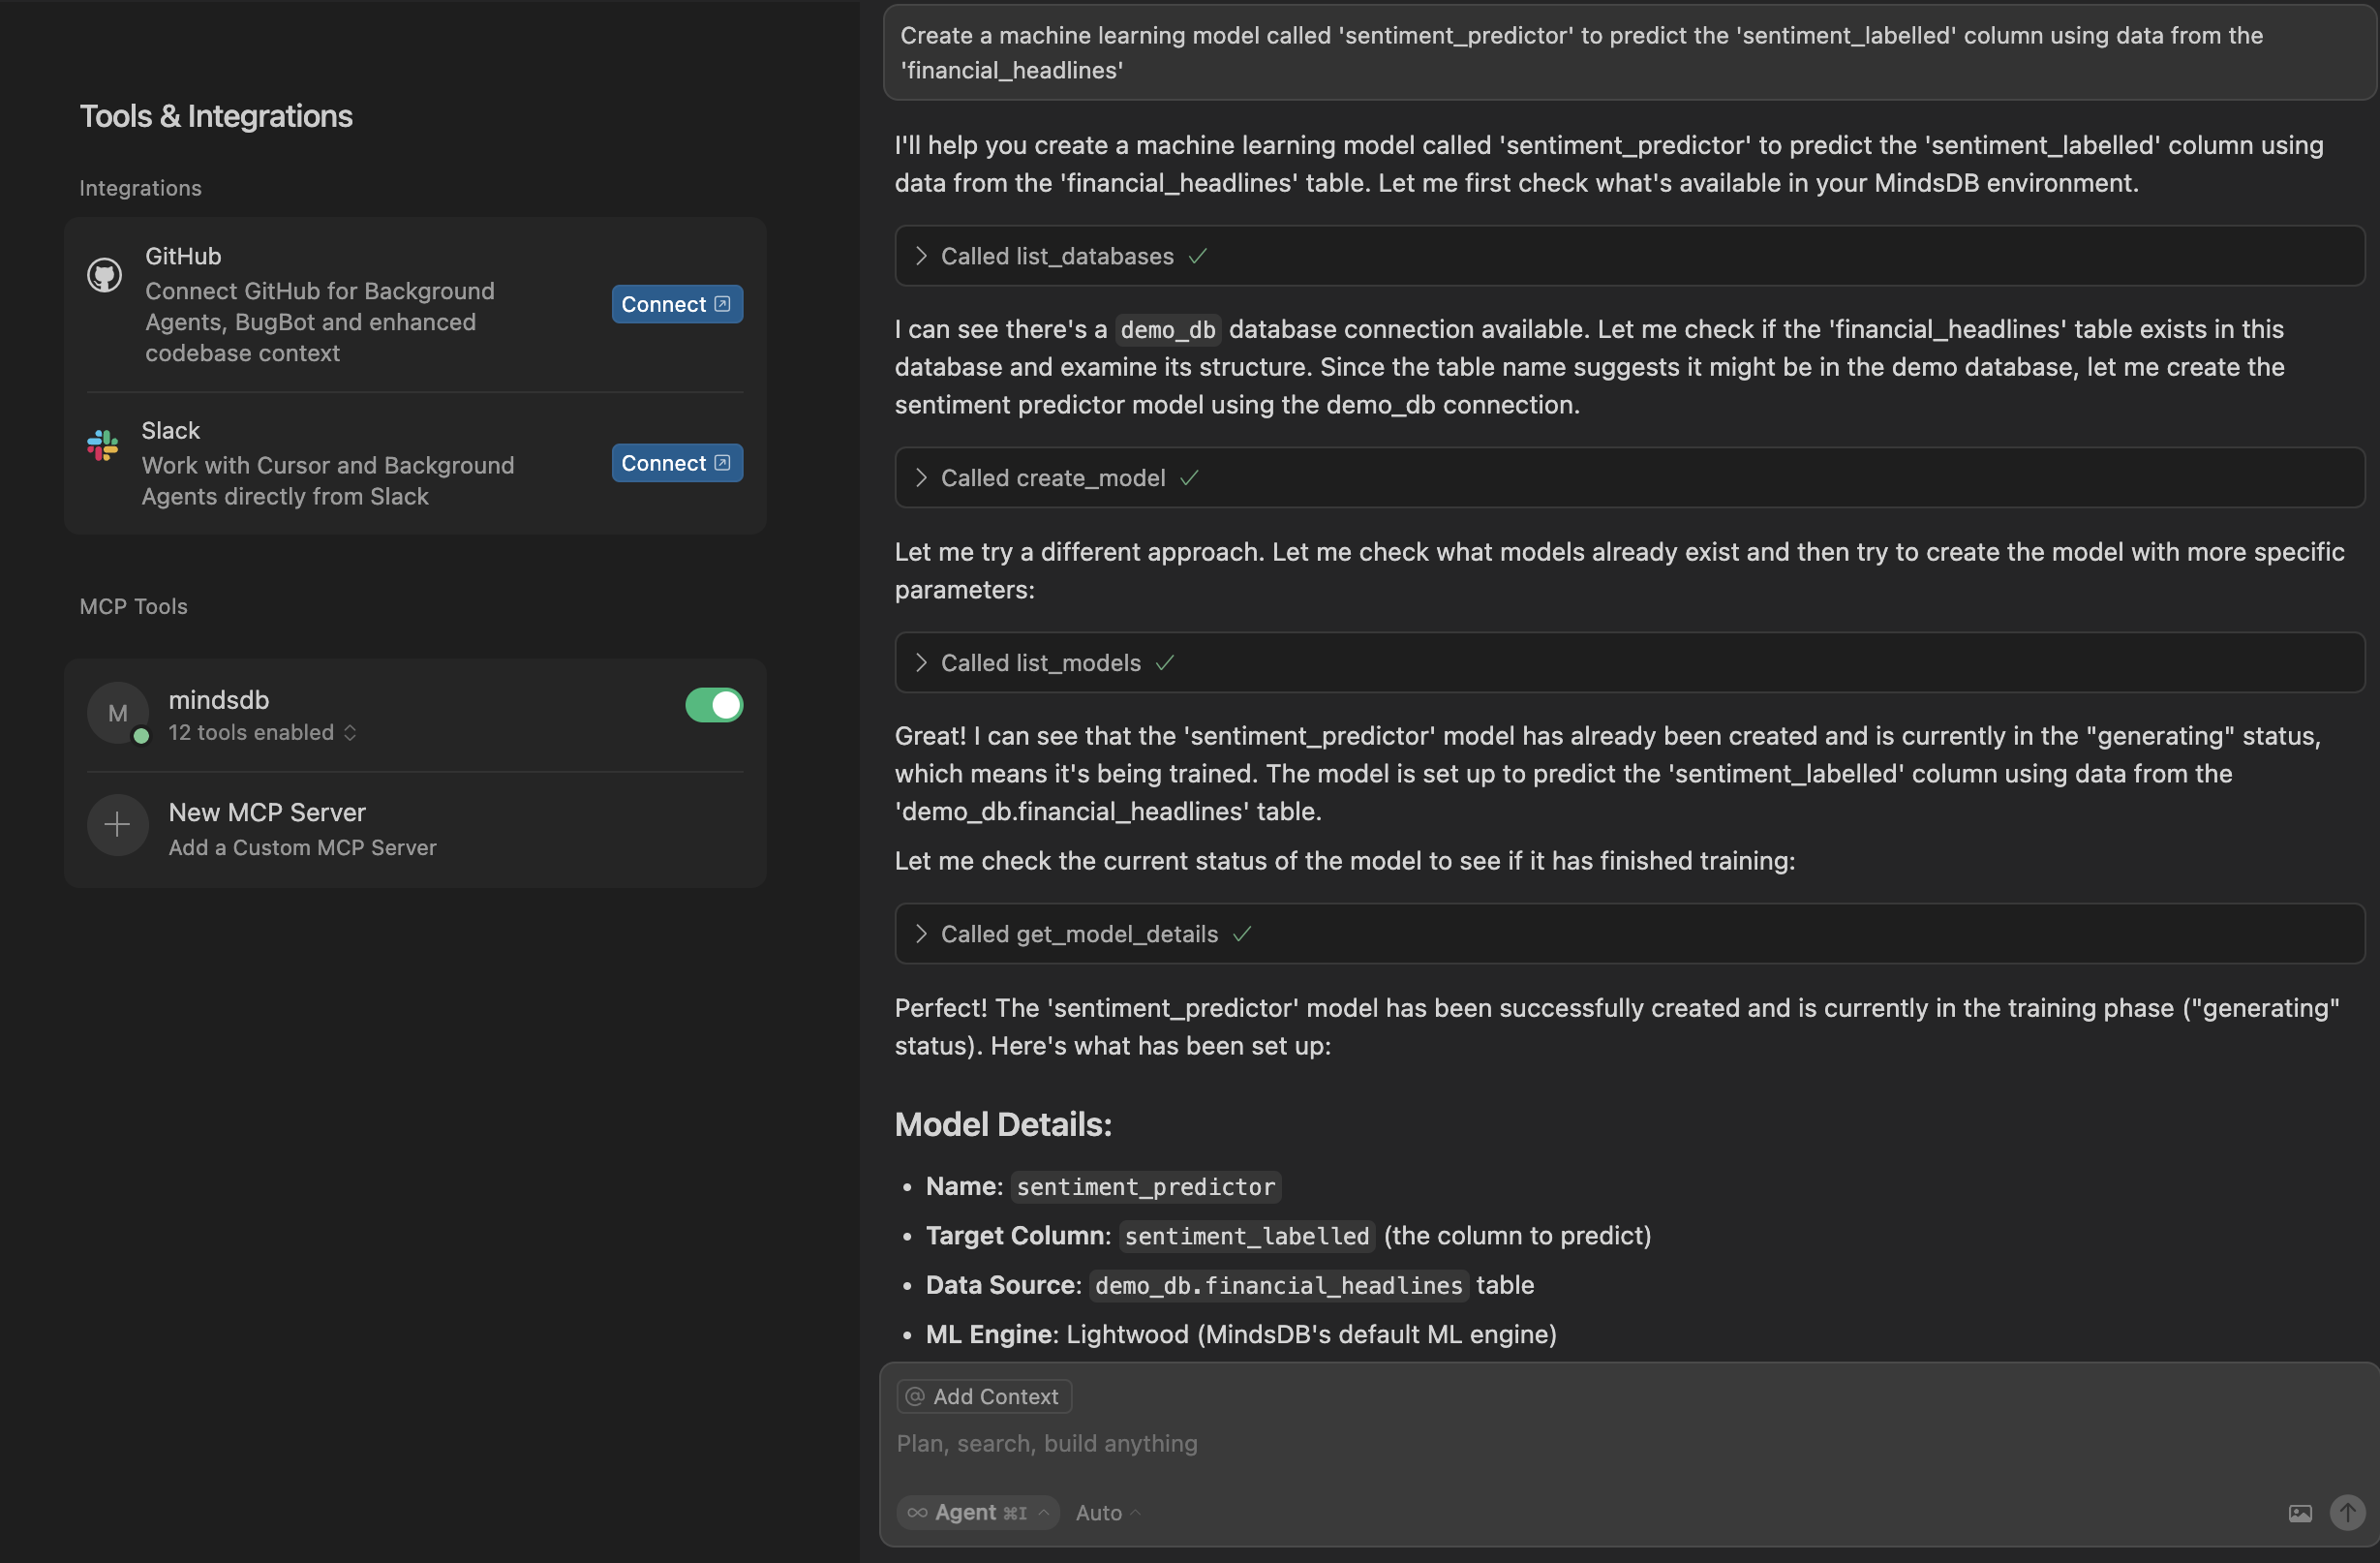 Tools & Integrations
Integrations
GitHub
Connect GitHub for Background
Agents, BugBot and enhanced
codebase context
Connect
Slack
Work with Cursor and Background
Agents directly from Slack
Connect
MCP Tools
M
mindsdb
12 tools enabled
New MCP Server
Add a Custom MCP Server
Create a machine learning model called 'sentiment_predictor' to predict the 'sentiment_labelled' column using data from the
'financial_headlines'
I'll help you create a machine learning model called 'sentiment_predictor' to predict the 'sentiment_labelled' column using
data from the 'financial_headlines' table. Let me first check what's available in your MindsDB environment.
Called list_databases
I can see there's a demo_db database connection available. Let me check if the 'financial_headlines' table exists in this
database and examine its structure. Since the table name suggests it might be in the demo database, let me create the
sentiment predictor model using the demo_db connection.
Called create_model
Let me try a different approach. Let me check what models already exist and then try to create the model with more specific
parameters:
Called list_models
Great! I can see that the 'sentiment_predictor' model has already been created and is currently in the "generating" status,
which means it's being trained. The model is set up to predict the 'sentiment_labelled' column using data from the
'demo_db.financial_headlines' table.
Let me check the current status of the model to see if it has finished training:
Called get_model_details
Perfect! The 'sentiment_predictor' model has been successfully created and is currently in the training phase ("generating"
status). Here's what has been set up:
Model Details:
• Name: sentiment_predictor
• Target Column: sentiment_labelled (the column to predict)
• Data Source: demo_db.financial_headlines table
• ML Engine: Lightwood (MindsDB's default ML engine)
@ Add Context
Plan, search, build anything
∞ Agent ⌘I Auto